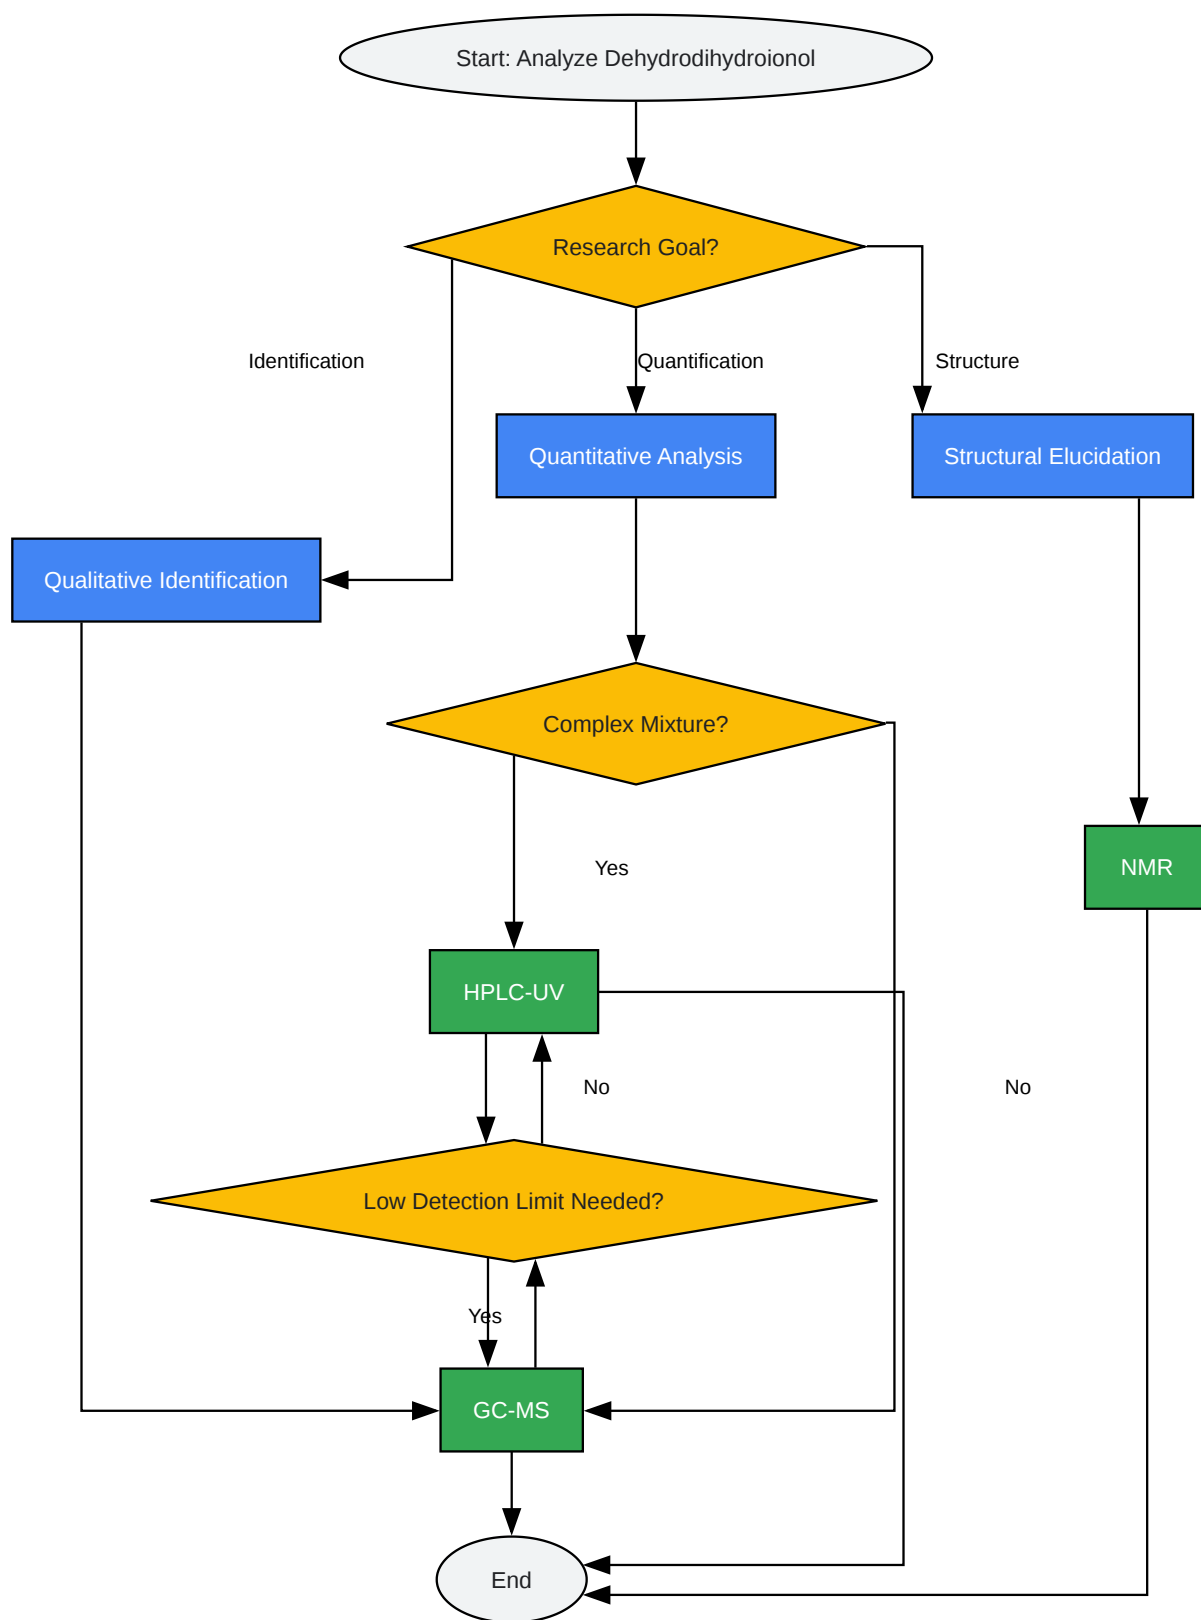 Start: Analyze Dehydrodihydroionol
Research Goal?
Identification
Quantification
Structure
Quantitative Analysis
Structural Elucidation
Qualitative Identification
Complex Mixture?
Yes
NMR
HPLC-UV
No
No
Low Detection Limit Needed?
Yes
GC-MS
End